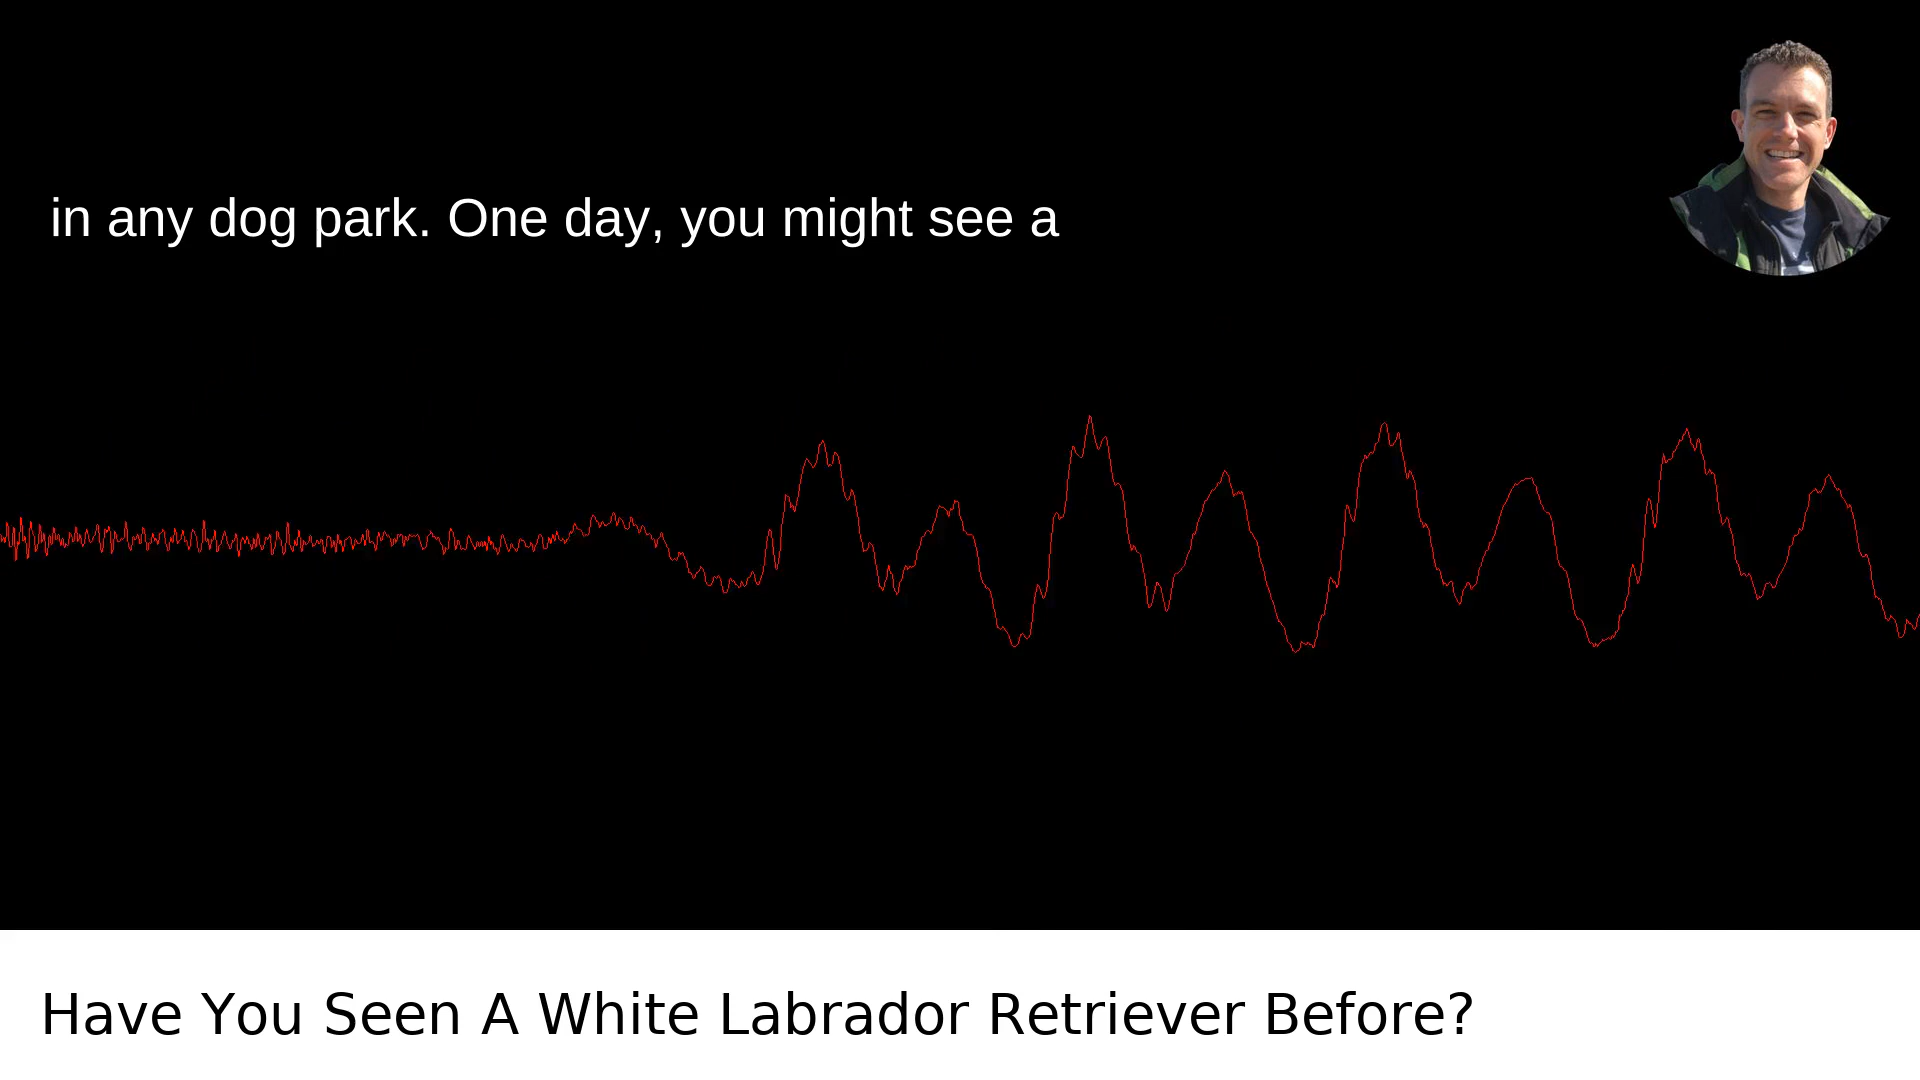 in any dog park. One day, you might see a
Have You Seen A White Labrador Retriever Before?